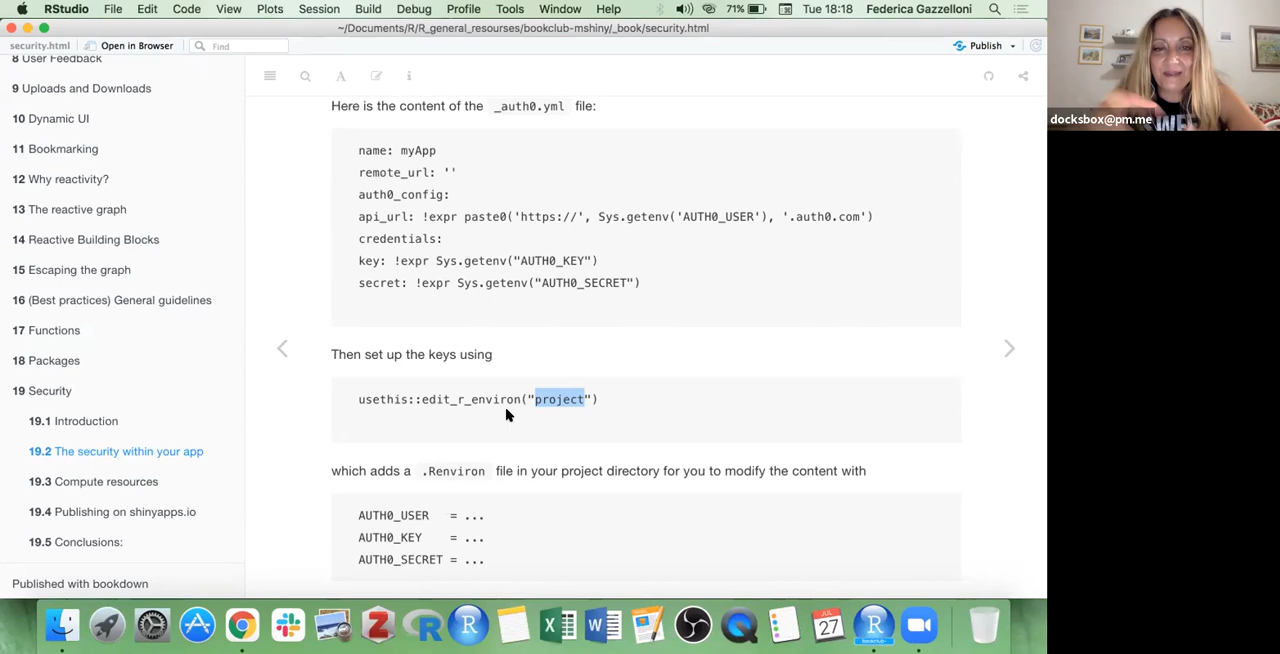 RStudio File Edit Code View Plots Session Build Debug Profile Tools Window Help 71% Tue 18:18 Federica Gazzelloni
~/Documents/R/R_general_resourses/bookclub-mshiny/_book/security.html
security.html Open in Browser Find Publish
8 User Feedback
9 Uploads and Downloads
10 Dynamic UI
11 Bookmarking
12 Why reactivity?
13 The reactive graph
14 Reactive Building Blocks
15 Escaping the graph
16 (Best practices) General guidelines
17 Functions
18 Packages
19 Security
19.1 Introduction
19.2 The security within your app
19.3 Compute resources
19.4 Publishing on shinyapps.io
19.5 Conclusions:
Published with bookdown
Here is the content of the _auth0.yml file:
name: myApp
remote_url: ''
auth0_config:
api_url: !expr paste0('https://', Sys.getenv('AUTH0_USER'), '.auth0.com')
credentials:
key: !expr Sys.getenv("AUTH0_KEY")
secret: !expr Sys.getenv("AUTH0_SECRET")
Then set up the keys using
usethis::edit_r_environ("project")
which adds a .Renviron file in your project directory for you to modify the content with
AUTH0_USER = ...
AUTH0_KEY = ...
AUTH0_SECRET = ...
docksbox@pm.me
JUL
27